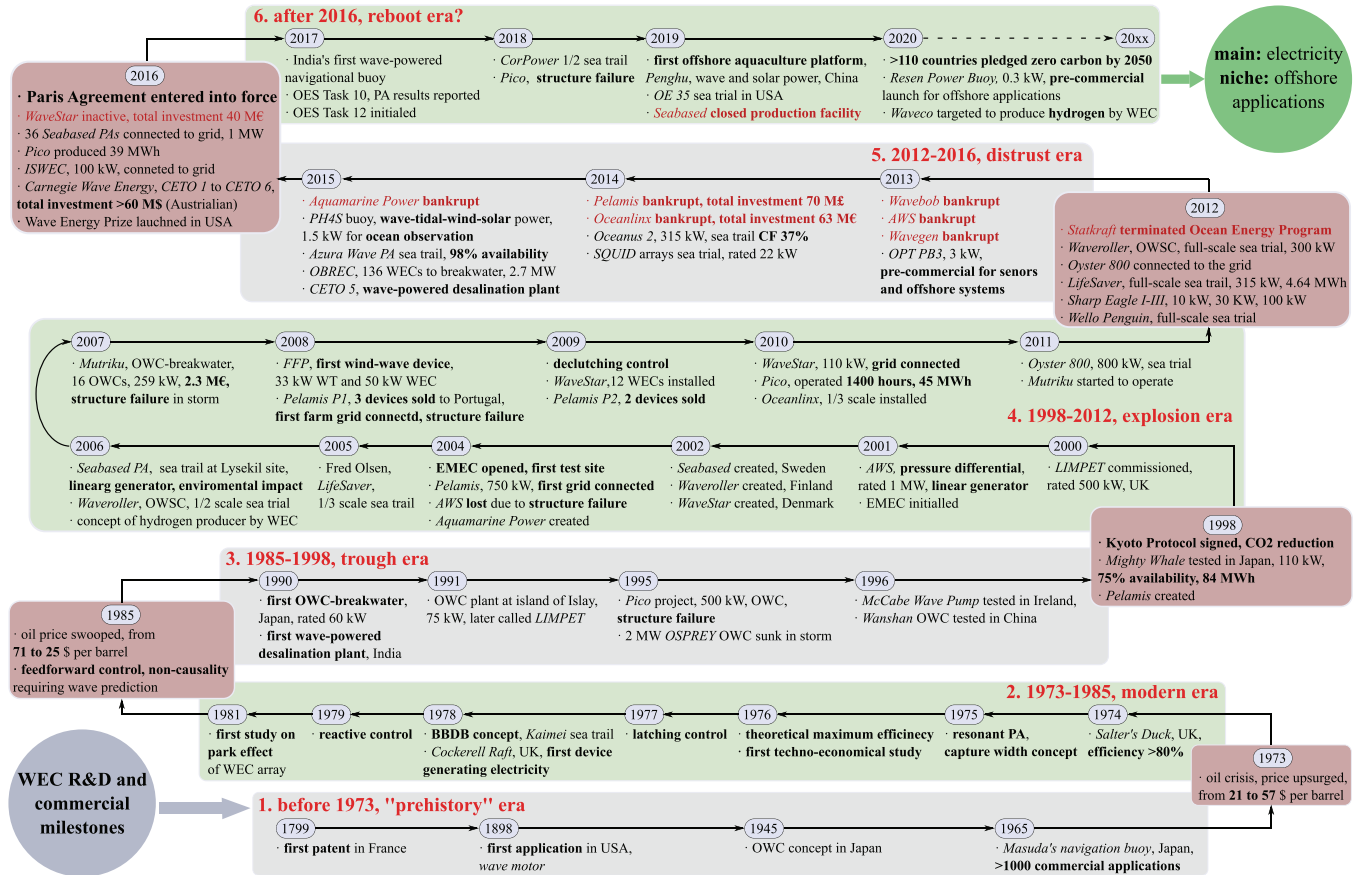 6. after 2016, reboot era?
2017
· India's first wave-powered
navigational buoy
· OES Task 10, PA results reported
· OES Task 12 initialed
2018
· CorPower 1/2 sea trail
· Pico, structure failure
2019
· first offshore aquaculture platform,
Penghu, wave and solar power, China
· OE 35 sea trial in USA
· Seabased closed production facility
2020
20xx
· >110 countries pledged zero carbon by 2050
· Resen Power Buoy, 0.3 kW, pre-commercial
launch for offshore applications
· Waveco targeted to produce hydrogen by WEC
main: electricity
niche: offshore
applications
2016
· Paris Agreement entered into force
· WaveStar inactive, total investment 40 M€
· 36 Seabased PAs connected to grid, 1 MW
· Pico produced 39 MWh
· ISWEC, 100 kW, conneted to grid
· Carnegie Wave Energy, CETO 1 to CETO 6,
total investment >60 M$ (Austrialian)
· Wave Energy Prize lauchned in USA
5. 2012-2016, distrust era
2015
· Aquamarine Power bankrupt
· PH4S buoy, wave-tidal-wind-solar power,
1.5 kW for ocean observation
· Azura Wave PA sea trail, 98% availability
· OBREC, 136 WECs to breakwater, 2.7 MW
· CETO 5, wave-powered desalination plant
2014
· Pelamis bankrupt, total investment 70 M£
· Oceanlinx bankrupt, total investment 63 M€
· Oceanus 2, 315 kW, sea trail CF 37%
· SQUID arrays sea trial, rated 22 kW
2013
· Wavebob bankrupt
· AWS bankrupt
· Wavegen bankrupt
· OPT PB3, 3 kW,
pre-commercial for senors
and offshore systems
2012
· Statkraft terminated Ocean Energy Program
· Waveroller, OWSC, full-scale sea trial, 300 kW
· Oyster 800 connected to the grid
· LifeSaver, full-scale sea trail, 315 kW, 4.64 MWh
· Sharp Eagle I-III, 10 kW, 30 KW, 100 kW
· Wello Penguin, full-scale sea trial
2007
· Mutriku, OWC-breakwater,
16 OWCs, 259 kW, 2.3 M€,
structure failure in storm
2008
· FFP, first wind-wave device,
33 kW WT and 50 kW WEC
· Pelamis P1, 3 devices sold to Portugal,
first farm grid connectd, structure failure
2009
declutching control
· WaveStar,12 WECs installed
· Pelamis P2, 2 devices sold
2010
· WaveStar, 110 kW, grid connected
· Pico, operated 1400 hours, 45 MWh
· Oceanlinx, 1/3 scale installed
2011
· Oyster 800, 800 kW, sea trial
· Mutriku started to operate
4. 1998-2012, explosion era
2006
· Seabased PA, sea trail at Lysekil site,
linearg generator, enviromental impact
· Waveroller, OWSC, 1/2 scale sea trial
· concept of hydrogen producer by WEC
2005
· Fred Olsen,
LifeSaver,
1/3 scale sea trail
2004
· EMEC opened, first test site
· Pelamis, 750 kW, first grid connected
· AWS lost due to structure failure
· Aquamarine Power created
2002
· Seabased created, Sweden
· Waveroller created, Finland
· WaveStar created, Denmark
2001
· AWS, pressure differential,
rated 1 MW, linear generator
· EMEC initialled
2000
· LIMPET commissioned,
rated 500 kW, UK
1998
· Kyoto Protocol signed, CO2 reduction
· Mighty Whale tested in Japan, 110 kW,
75% availability, 84 MWh
· Pelamis created
3. 1985-1998, trough era
1990
· first OWC-breakwater,
Japan, rated 60 kW
· first wave-powered
desalination plant, India
1991
· OWC plant at island of Islay,
75 kW, later called LIMPET
1995
· Pico project, 500 kW, OWC,
structure failure
· 2 MW OSPREY OWC sunk in storm
1996
· McCabe Wave Pump tested in Ireland,
· Wanshan OWC tested in China
1985
· oil price swooped, from
71 to 25 $ per barrel
· feedforward control, non-causality
requiring wave prediction
2. 1973-1985, modern era
1981
· first study on
park effect
of WEC array
1979
· reactive control
1978
· BBDB concept, Kaimei sea trail
· Cockerell Raft, UK, first device
generating electricity
1977
· latching control
1976
· theoretical maximum efficinecy
· first techno-economical study
1975
· resonant PA,
capture width concept
1974
· Salter's Duck, UK,
efficiency >80%
1973
· oil crisis, price upsurged,
from 21 to 57 $ per barrel
WEC R&D and
commercial
milestones
1. before 1973, "prehistory" era
1799
· first patent in France
1898
· first application in USA,
wave motor
1945
· OWC concept in Japan
1965
· Masuda's navigation buoy, Japan,
>1000 commercial applications